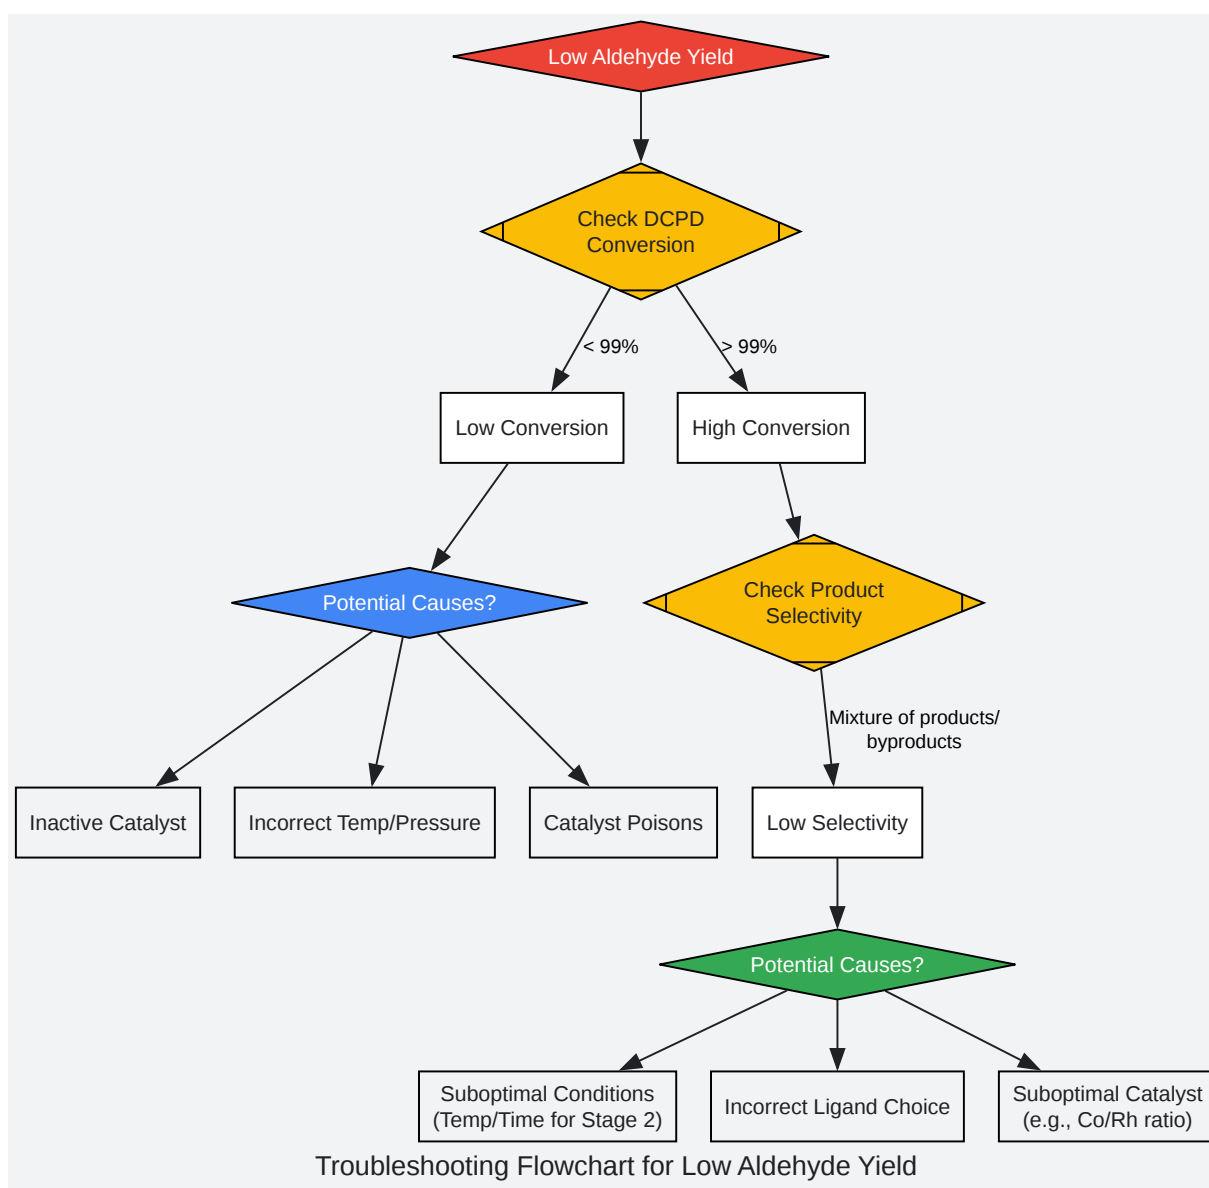 Low Aldehyde Yield
Check DCPD
Conversion
< 99%
> 99%
Low Conversion
High Conversion
Potential Causes?
Check Product
Selectivity
Mixture of products/
byproducts
Inactive Catalyst
Incorrect Temp/Pressure
Catalyst Poisons
Low Selectivity
Potential Causes?
Suboptimal Conditions
(Temp/Time for Stage 2)
Incorrect Ligand Choice
Suboptimal Catalyst
(e.g., Co/Rh ratio)
Troubleshooting Flowchart for Low Aldehyde Yield